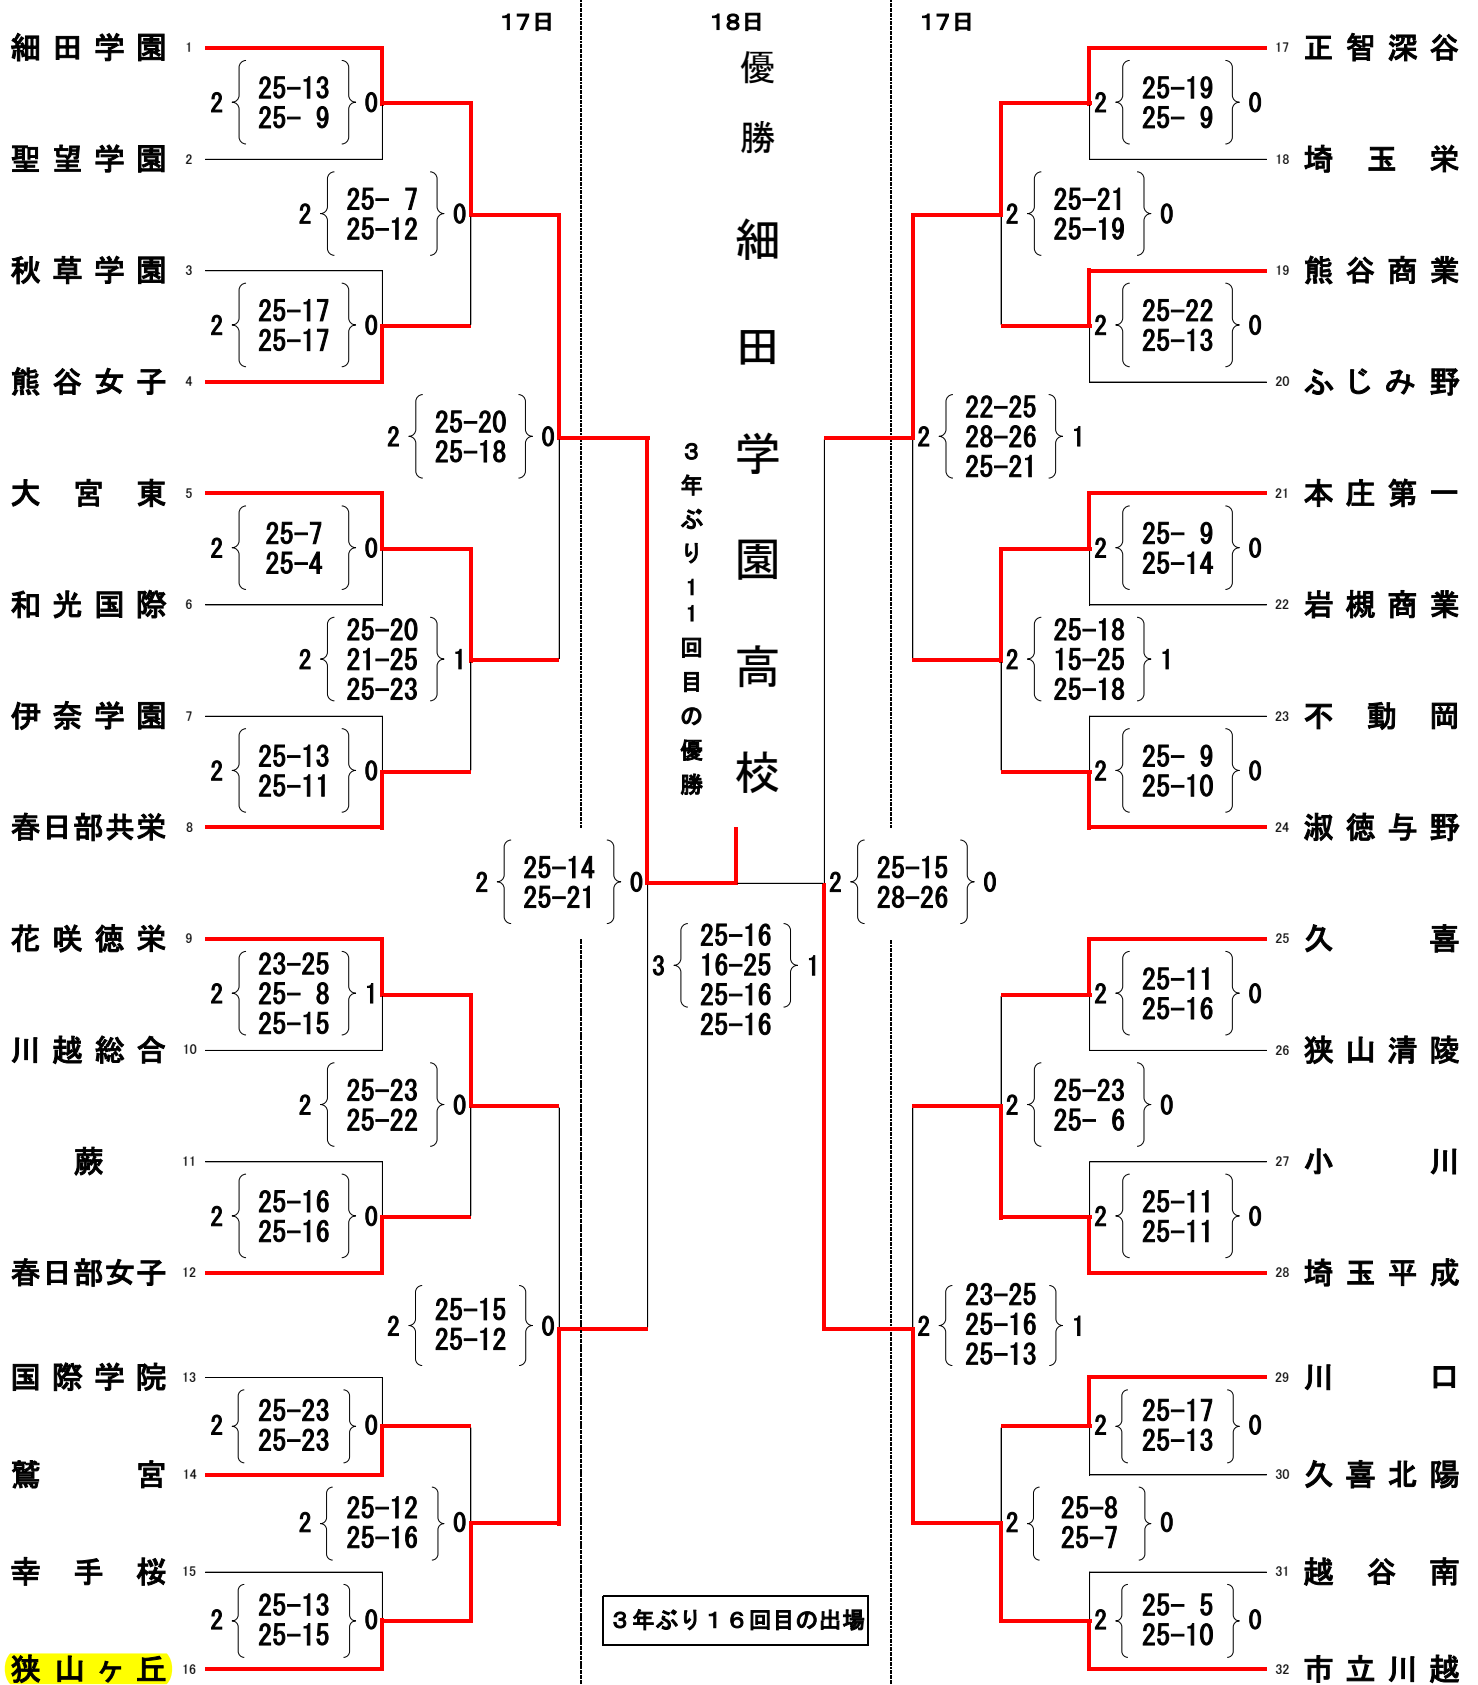 17日
18日
17日
細田学園 1
2 25-13 0
25- 9
聖望学園 2
2 25- 7 0
25-12
秋草学園 3
2 25-17 0
25-17
熊谷女子 4
2 25-20 0
25-18
大宮東 5
2 25-7 0
25-4
和光国際 6
2 25-20 1
21-25
25-23
伊奈学園 7
2 25-13 0
25-11
春日部共栄 8
2 25-14 0
25-21
花咲徳栄 9
2 23-25 1
25- 8
25-15
川越総合 10
2 25-23 0
25-22
蕨 11
2 25-16 0
25-16
春日部女子 12
2 25-15 0
25-12
国際学院 13
2 25-23 0
25-23
鷲宮 14
2 25-12 0
25-16
幸手桜 15
2 25-13 0
25-15
狭山ヶ丘 16
優勝
細田学園高校
3年ぶり11回目の優勝
3 25-16 1
16-25
25-16
25-16
3年ぶり16回目の出場
17 正智深谷
2 25-19 0
25- 9
18 埼玉栄
2 25-21 0
25-19
19 熊谷商業
2 25-22 0
25-13
20 ふじみ野
2 22-25 1
28-26
25-21
21 本庄第一
2 25- 9 0
25-14
22 岩槻商業
2 25-18 1
15-25
25-18
23 不動岡
2 25- 9 0
25-10
24 淑徳与野
2 25-15 0
28-26
25 久喜
2 25-11 0
25-16
26 狭山清陵
2 25-23 0
25- 6
27 小川
2 25-11 0
25-11
28 埼玉平成
2 23-25 1
25-16
25-13
29 川口
2 25-17 0
25-13
30 久喜北陽
2 25-8 0
25-7
31 越谷南
2 25- 5 0
25-10
32 市立川越